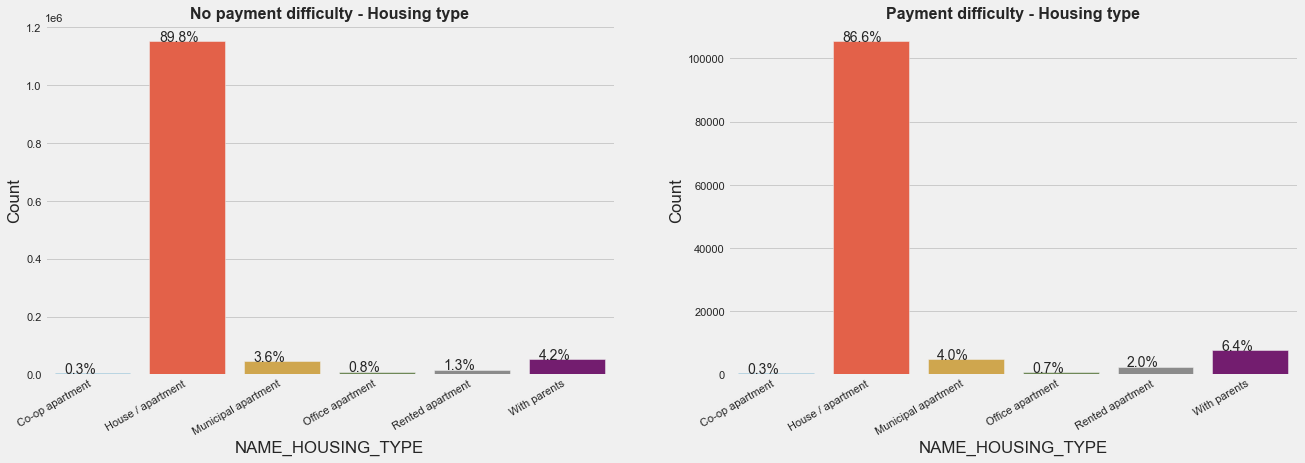 No payment difficulty - Housing type
1e6
1.2
1.0
0.8
0.6
0.4
0.2
0.0
Count
0.3%
89.8%
3.6%
0.8%
1.3%
4.2%
Co-op apartment
House / apartment
Municipal apartment
Office apartment
Rented apartment
With parents
NAME_HOUSING_TYPE
Payment difficulty - Housing type
100000
80000
60000
40000
20000
0
Count
0.3%
86.6%
4.0%
0.7%
2.0%
6.4%
Co-op apartment
House / apartment
Municipal apartment
Office apartment
Rented apartment
With parents
NAME_HOUSING_TYPE